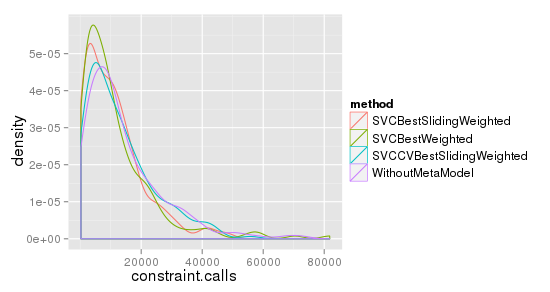 density
5e-05
4e-05
3e-05
2e-05
1e-05
0e+00
20000 40000 60000 80000
constraint.calls
method
SVCBestSlidingWeighted
SVCBestWeighted
SVCCVBestSlidingWeighted
WithoutMetaModel